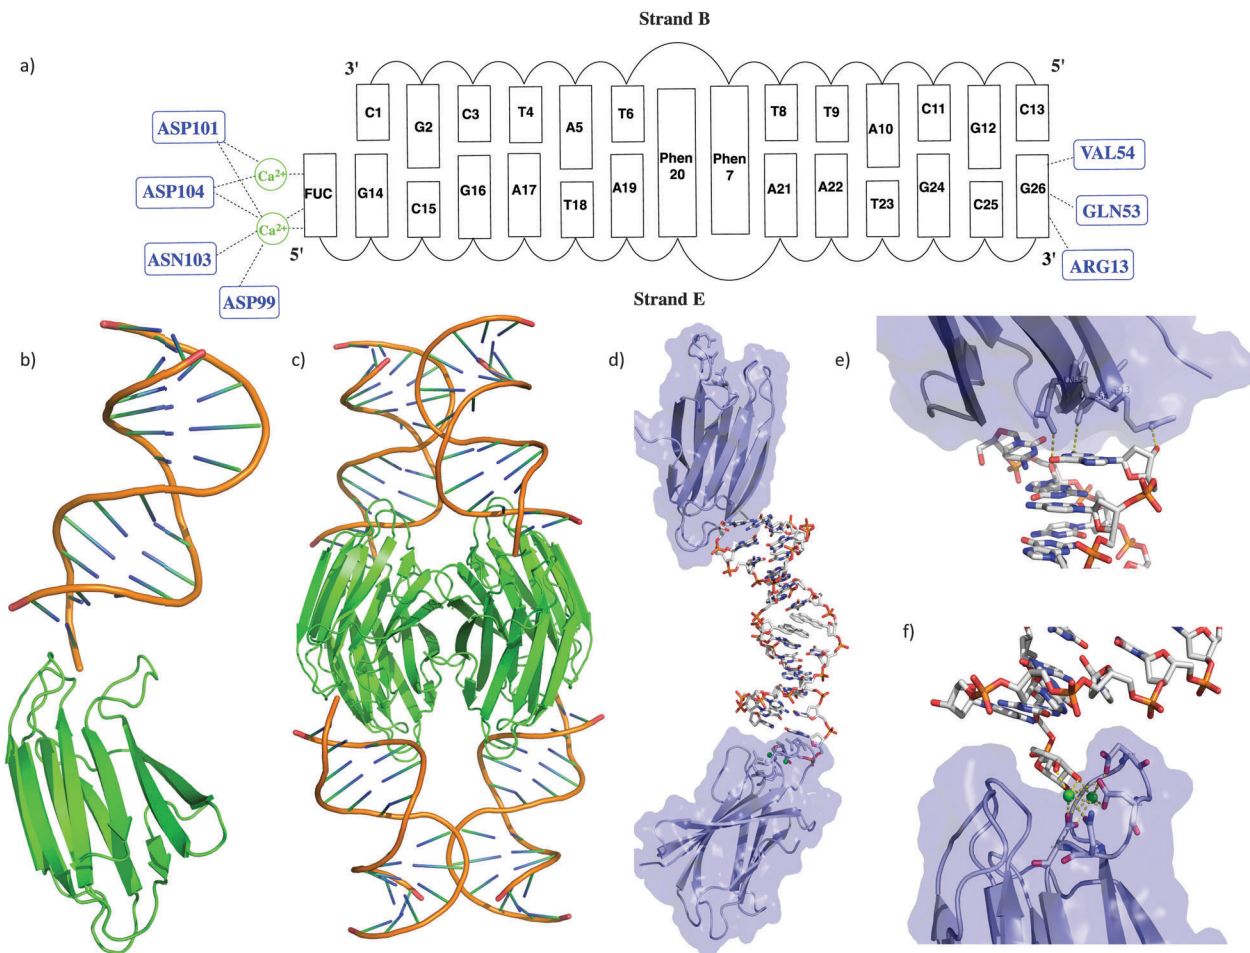 Strand B
a)
3'
5'
C1
G2
C3
T4
A5
T6
Phen
20
Phen
7
T8
T9
A10
C11
G12
C13
ASP101
ASP104
ASN103
ASP99
Ca²⁺
Ca²⁺
FUC
G14
C15
G16
A17
T18
A19
A21
A22
T23
G24
C25
G26
VAL54
GLN53
ARG13
5'
3'
Strand E
b)
c)
d)
e)
f)